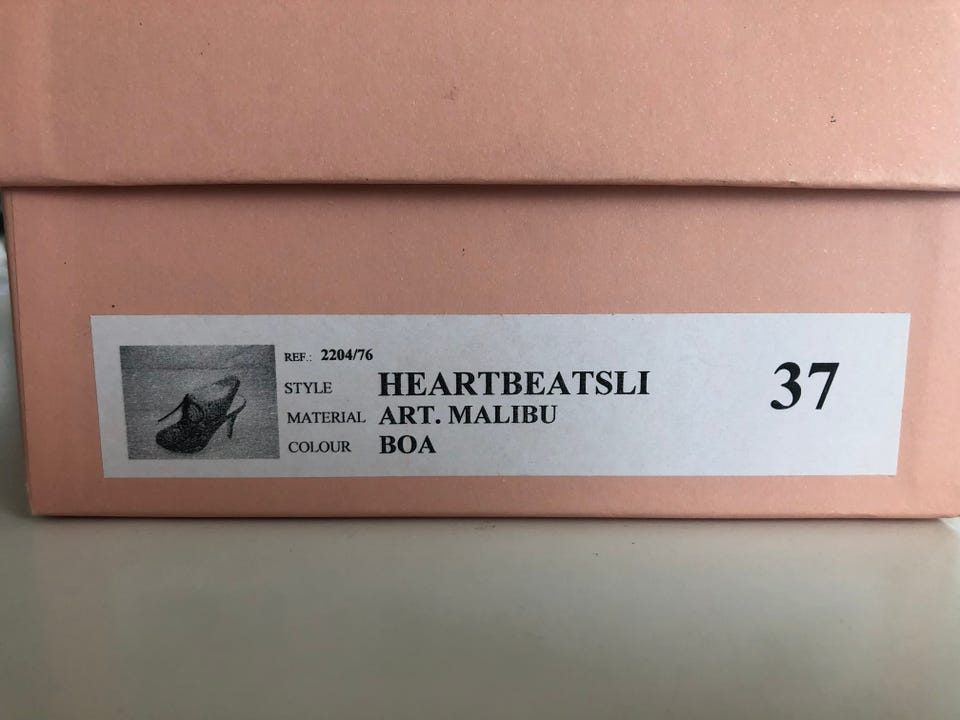 REF.: 2204/76
STYLE HEARTBEATSLI 37
MATERIAL ART. MALIBU
COLOUR BOA